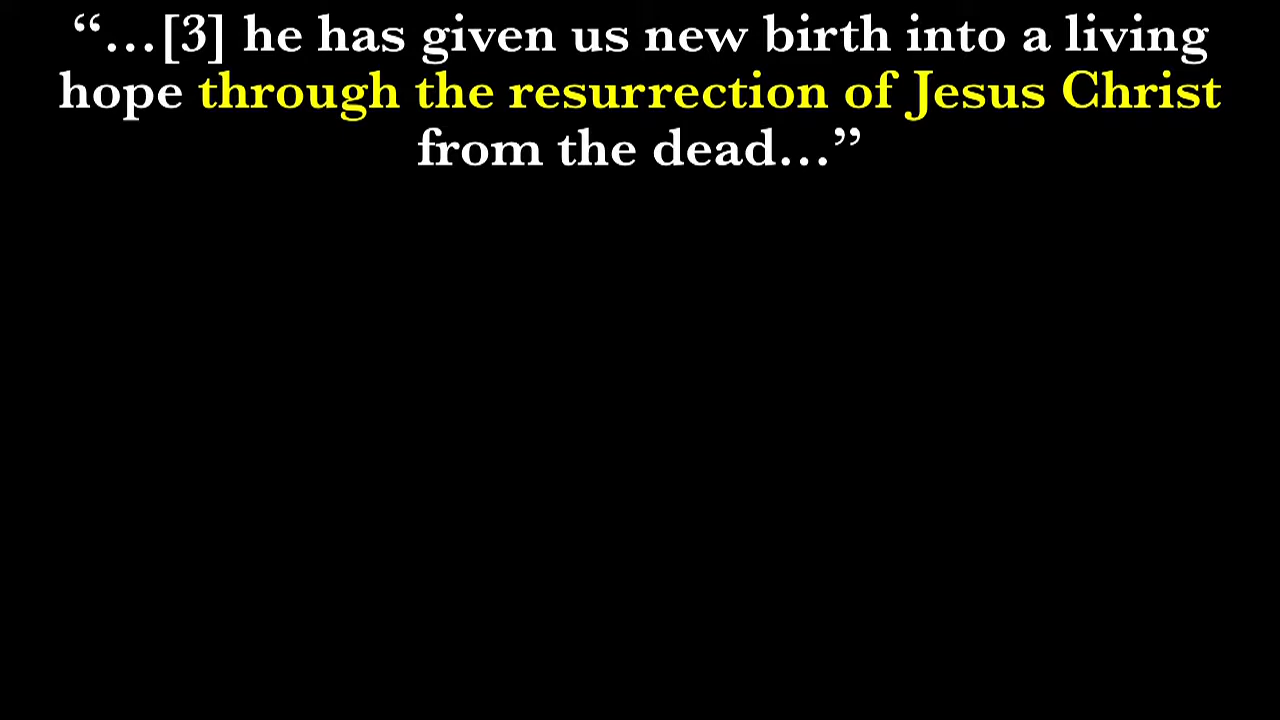 “…[3] he has given us new birth into a living
hope through the resurrection of Jesus Christ
from the dead…”